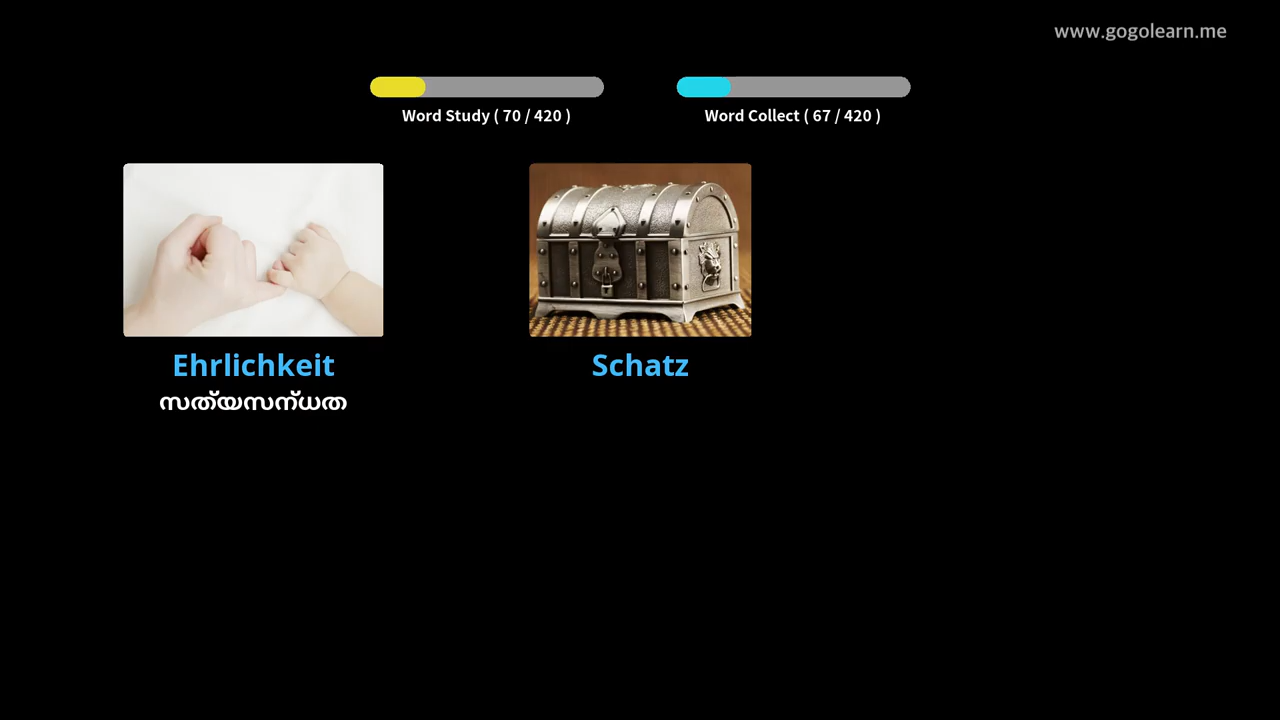 www.gogolearn.me
Word Study ( 70 / 420 )
Word Collect ( 67 / 420 )
Ehrlichkeit
സത്യസന്ധത
Schatz